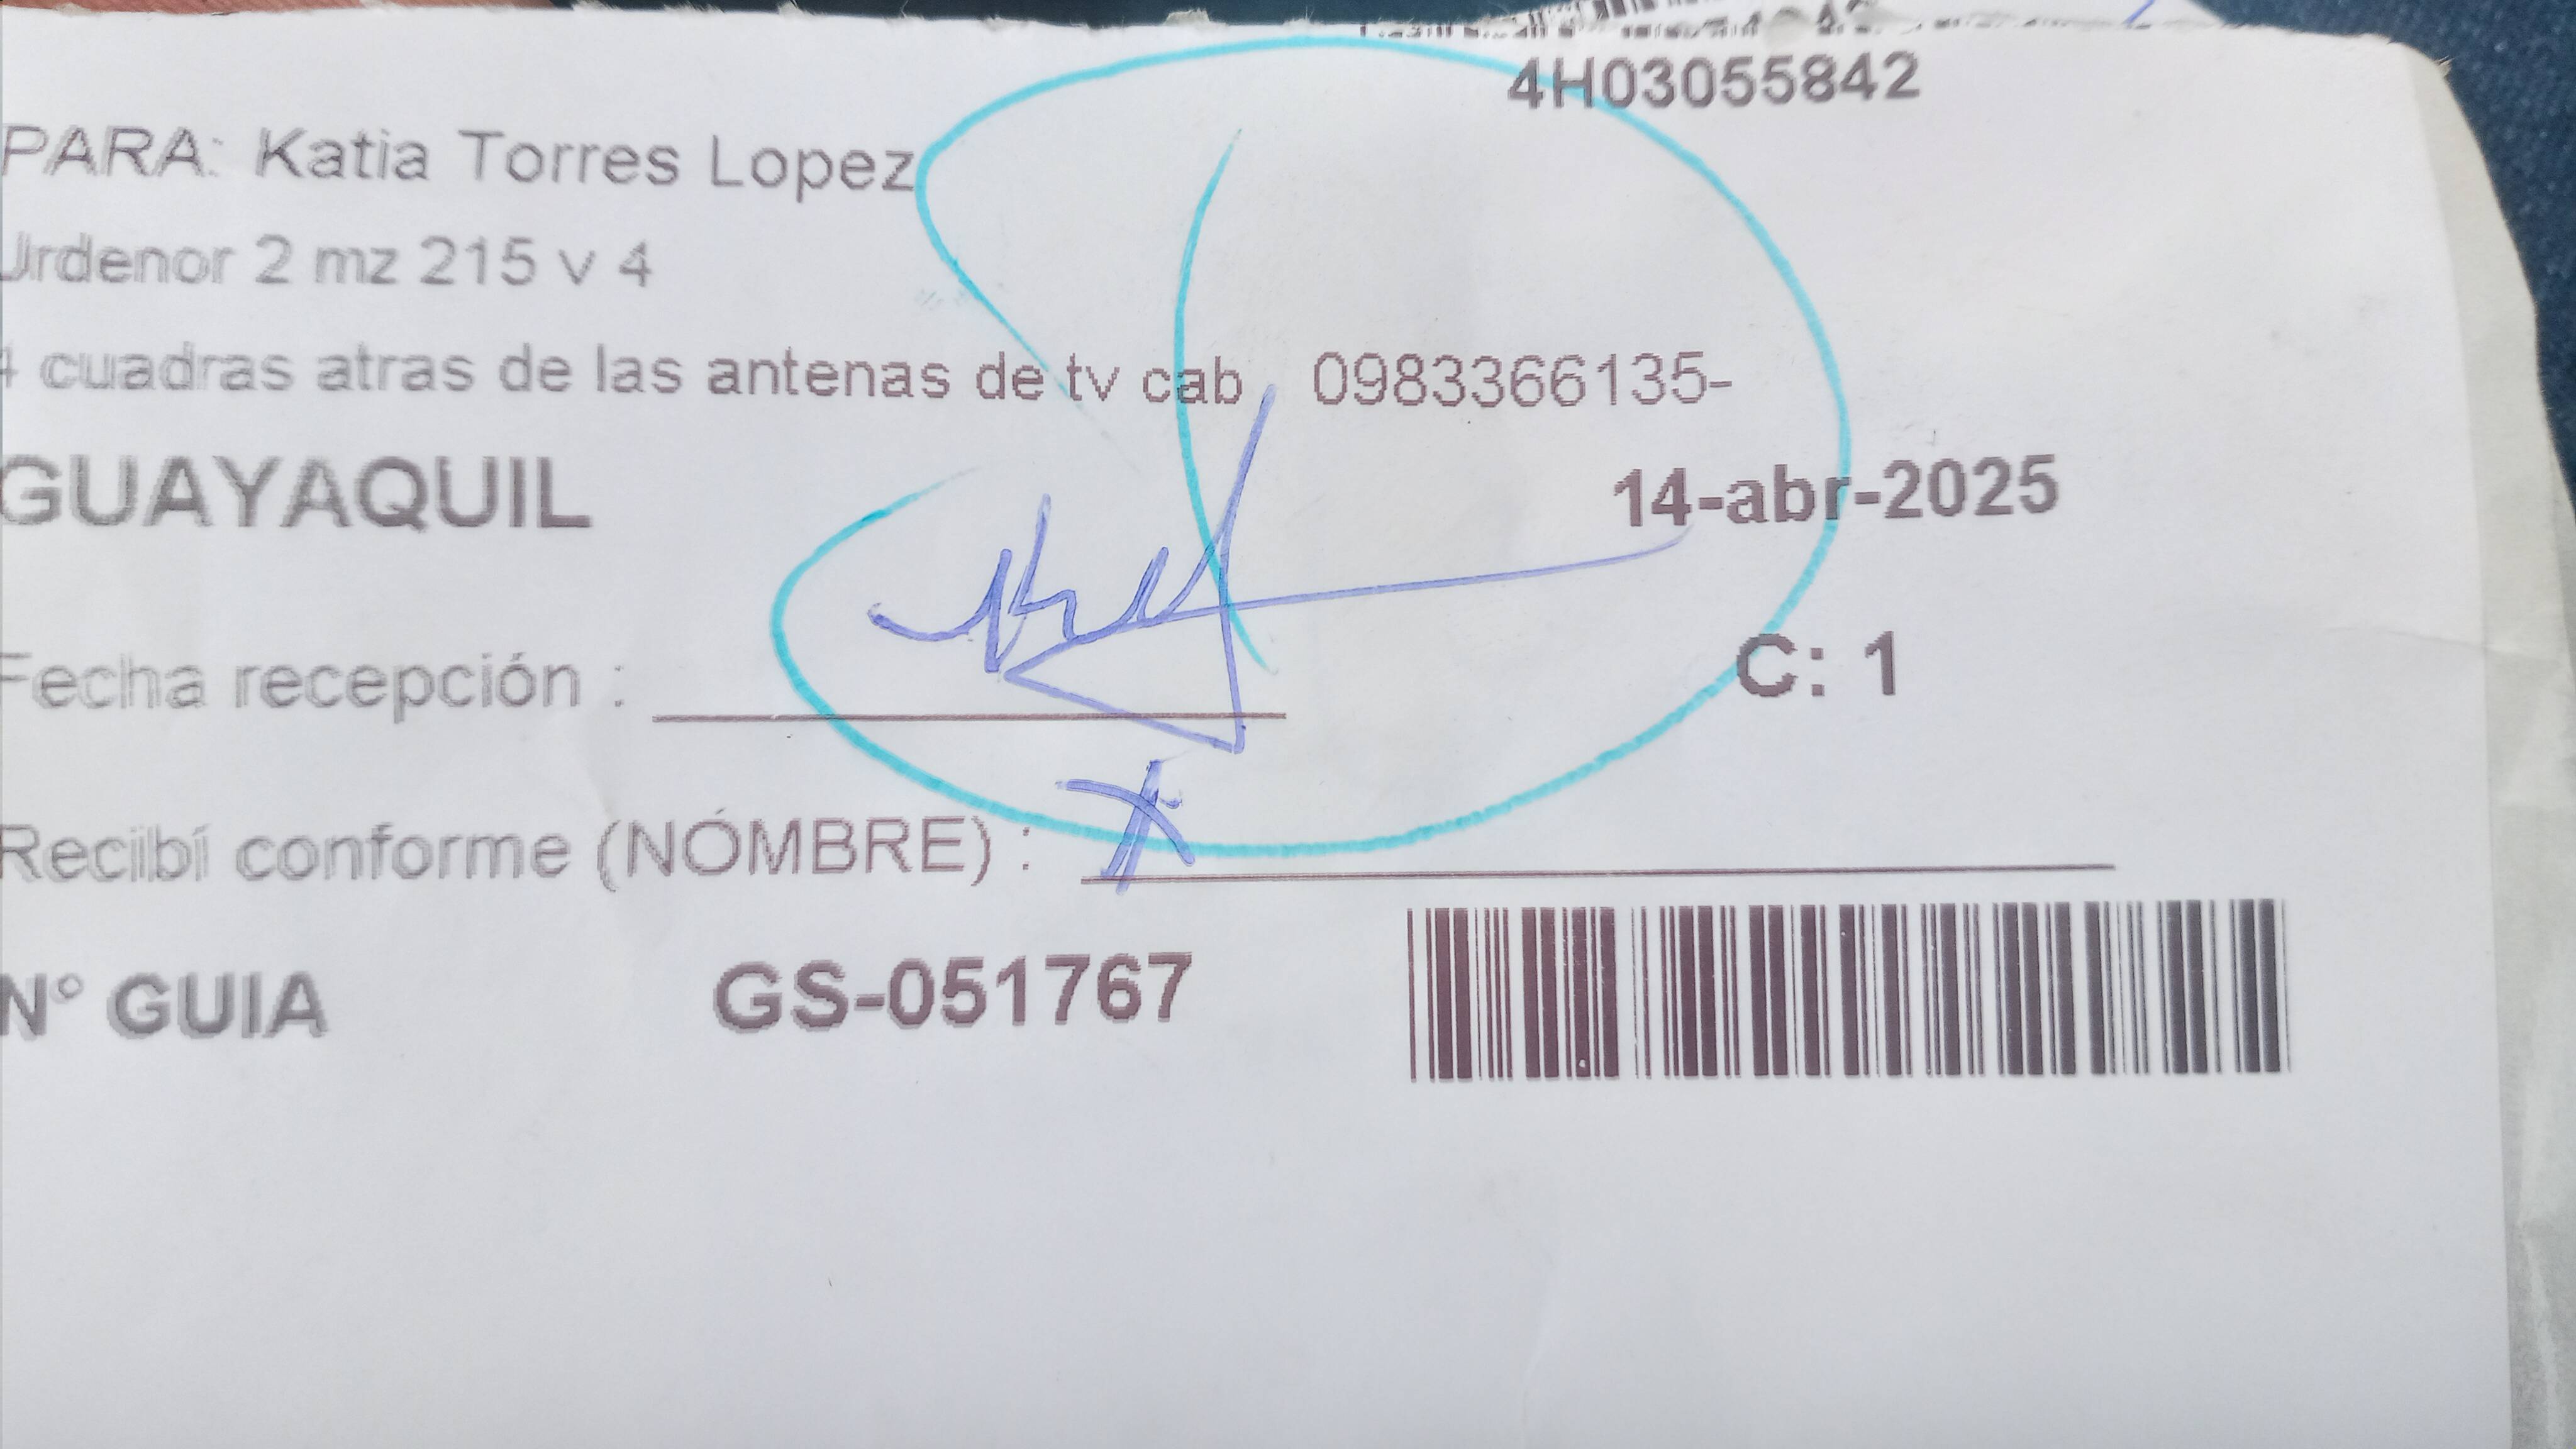 4H03055842
PARA: Katia Torres Lopez
Urdenor 2 mz 215 v 4
4 cuadras atras de las antenas de tv cab 0983366135-
GUAYAQUIL 14-abr-2025
Fecha recepción :
C: 1
Recibí conforme (NOMBRE) :
N° GUIA GS-051767